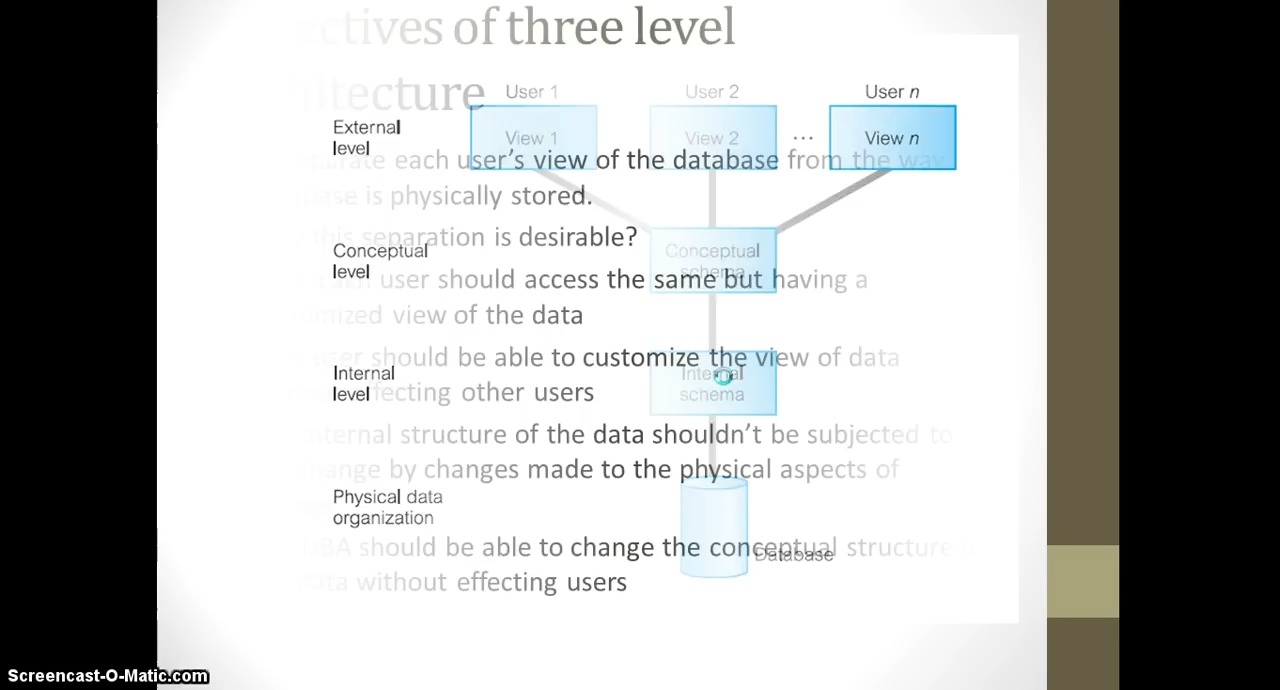 ectives of three level
itecture
User 1
User 2
User n
External
level
View 1
View 2
...
View n
rate each user's view of the database from the way
base is physically stored.
this separation is desirable?
Conceptual
level
Conceptual
schema
ch user should access the same but having a
omized view of the data
user should be able to customize the view of data
Internal
level
Internal
schema
fecting other users
nternal structure of the data shouldn't be subjected to
hange by changes made to the physical aspects of
Physical data
organization
DBA should be able to change the conceptual structure
Database
ata without effecting users
Screencast-O-Matic.com